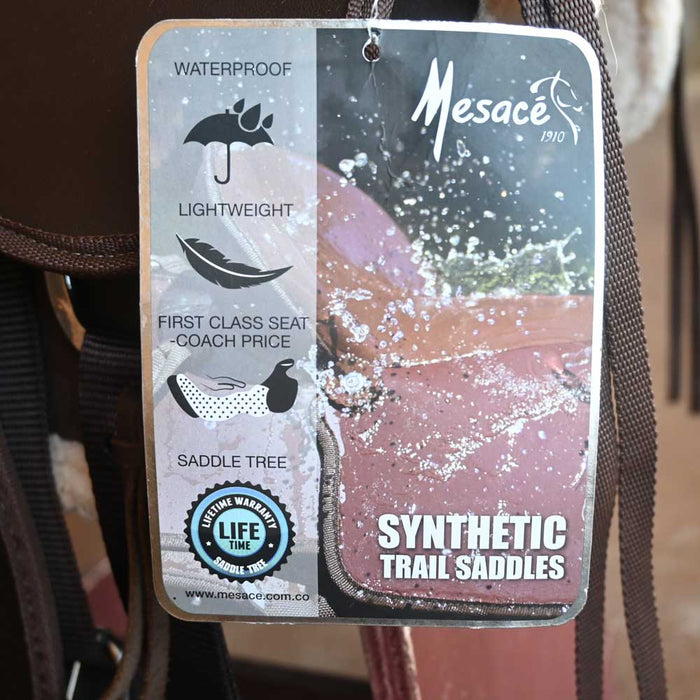 WATERPROOF
LIGHTWEIGHT
FIRST CLASS SEAT
-COACH PRICE
SADDLE TREE
LIFETIME WARRANTY
LIFE
TIME
SADDLE TREE
www.mesace.com.co
Mesacé
1910
SYNTHETIC
TRAIL SADDLES